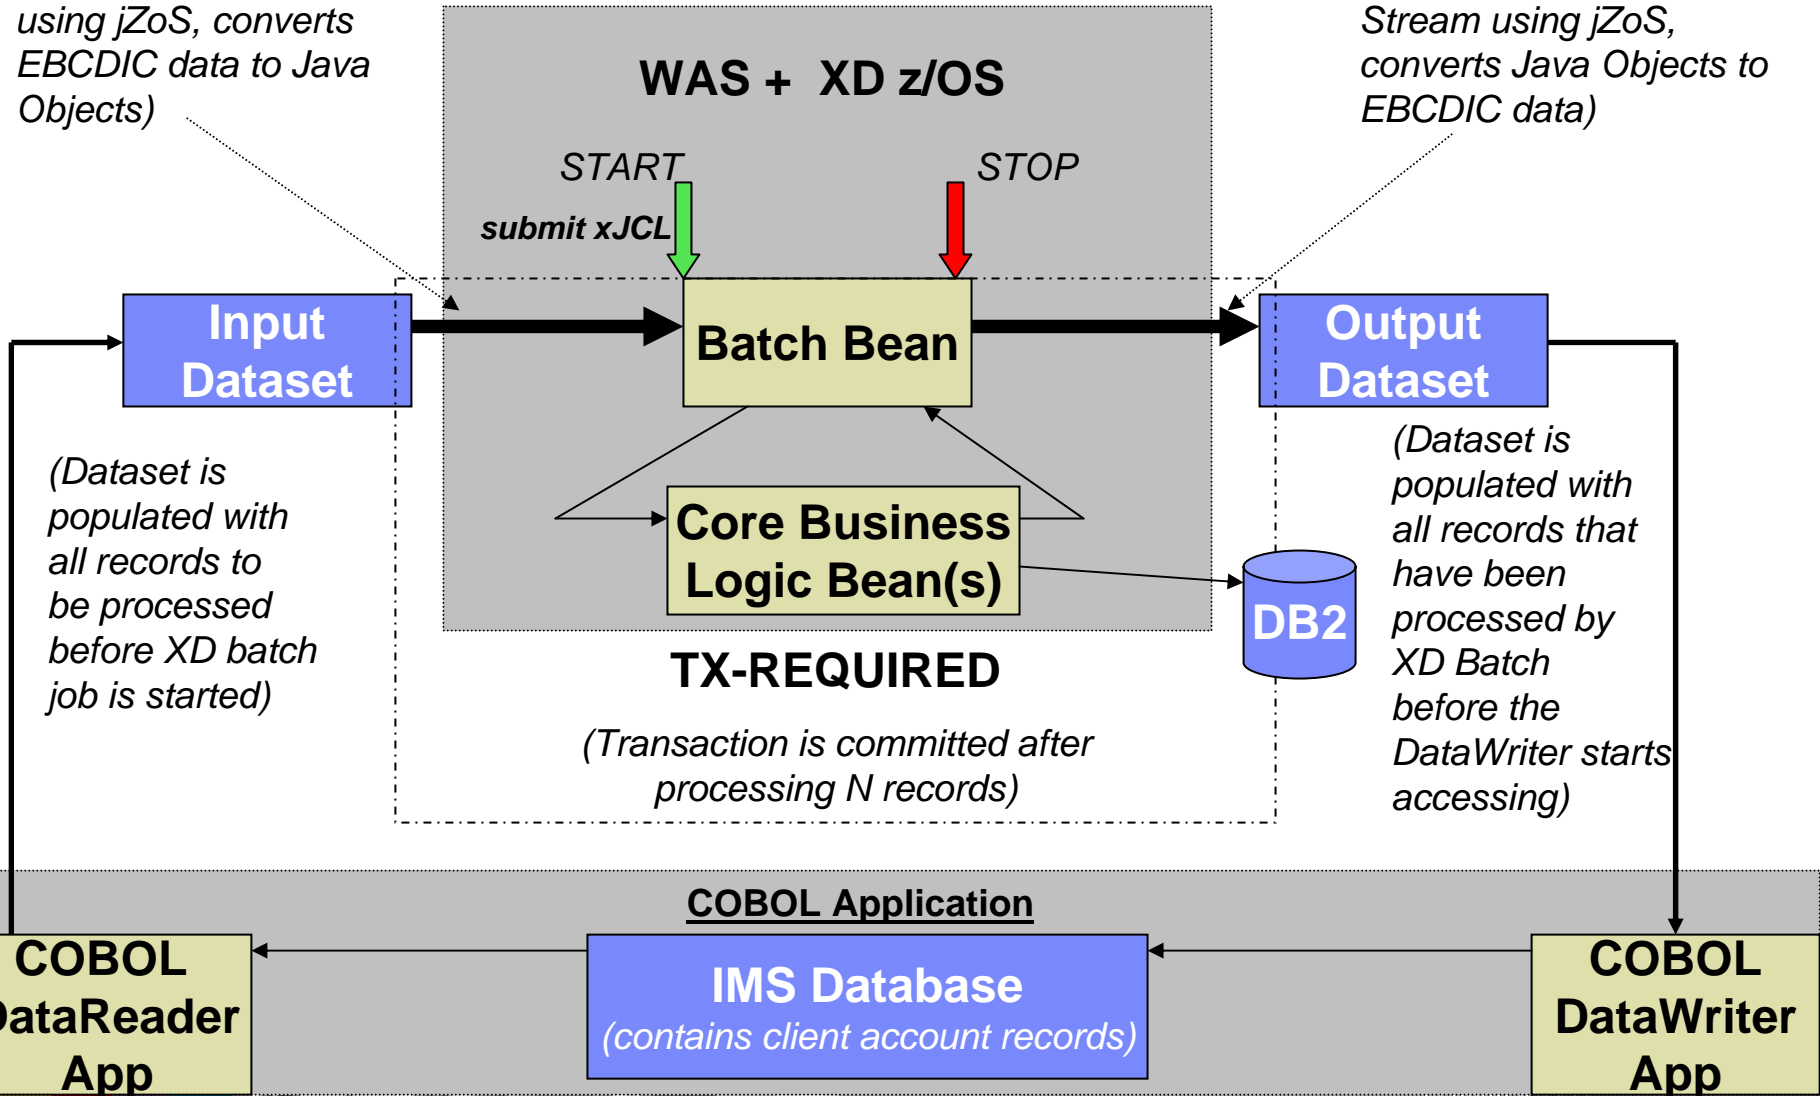 using jZoS, converts
EBCDIC data to Java
Objects)
WAS + XD z/OS
Stream using jZoS,
converts Java Objects to
EBCDIC data)
START
STOP
submit xJCL
Input
Dataset
Batch Bean
Output
Dataset
(Dataset is
populated with
all records to
be processed
before XD batch
job is started)
Core Business
Logic Bean(s)
DB2
(Dataset is
populated with
all records that
have been
processed by
XD Batch
before the
DataWriter starts
accessing)
TX-REQUIRED
(Transaction is committed after
processing N records)
COBOL Application
COBOL
DataReader
App
IMS Database
(contains client account records)
COBOL
DataWriter
App